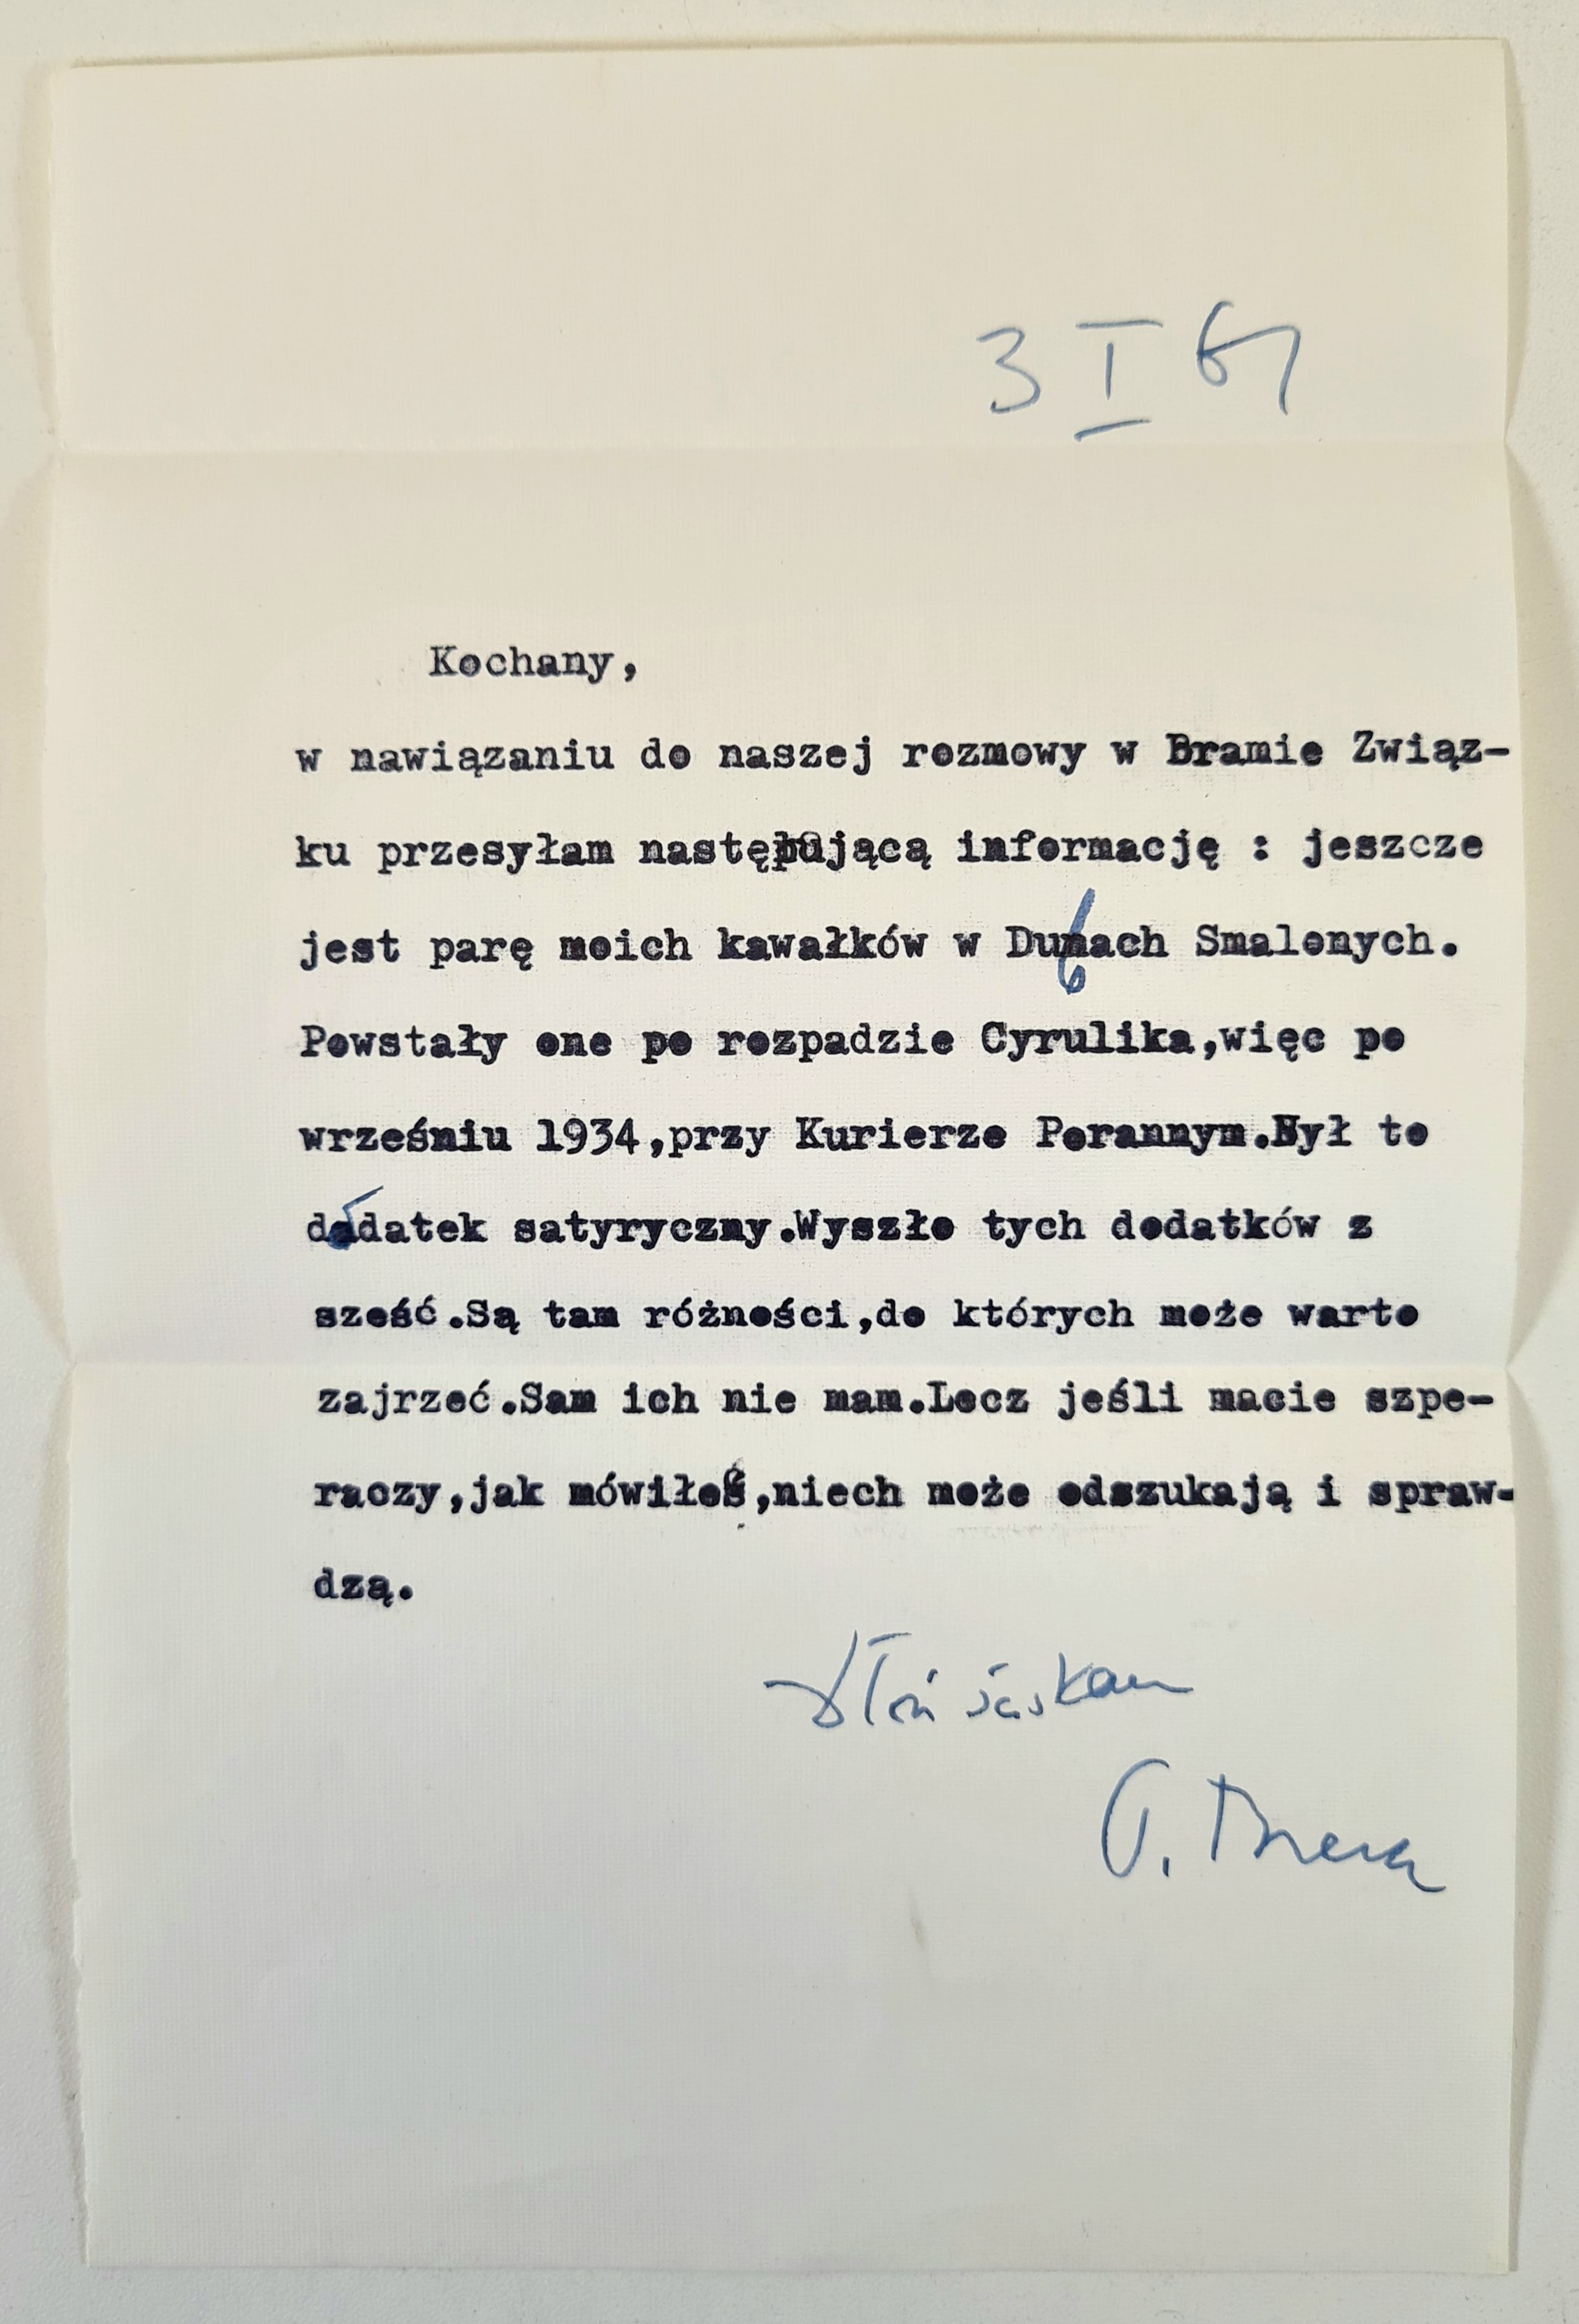 3 I 67
Kochany,
w nawiązaniu do naszej rozmowy w Bramie Związ-
ku przesyłam następującą informację : jeszcze
jest parę moich kawałków w Dubach Smalonych.
Powstały one po rozpadzie Cyrulika,więc po
wrześniu 1934,przy Kurierze Porannym.Był to
dodatek satyryczny.Wyszło tych dodatków z
sześć.Są tam różności,do których może warto
zajrzeć.Sam ich nie mam.Lecz jeśli macie szpe-
raczy,jak mówiłeś,niech może odszukają i spraw-
dzą.
dłoń ściskam